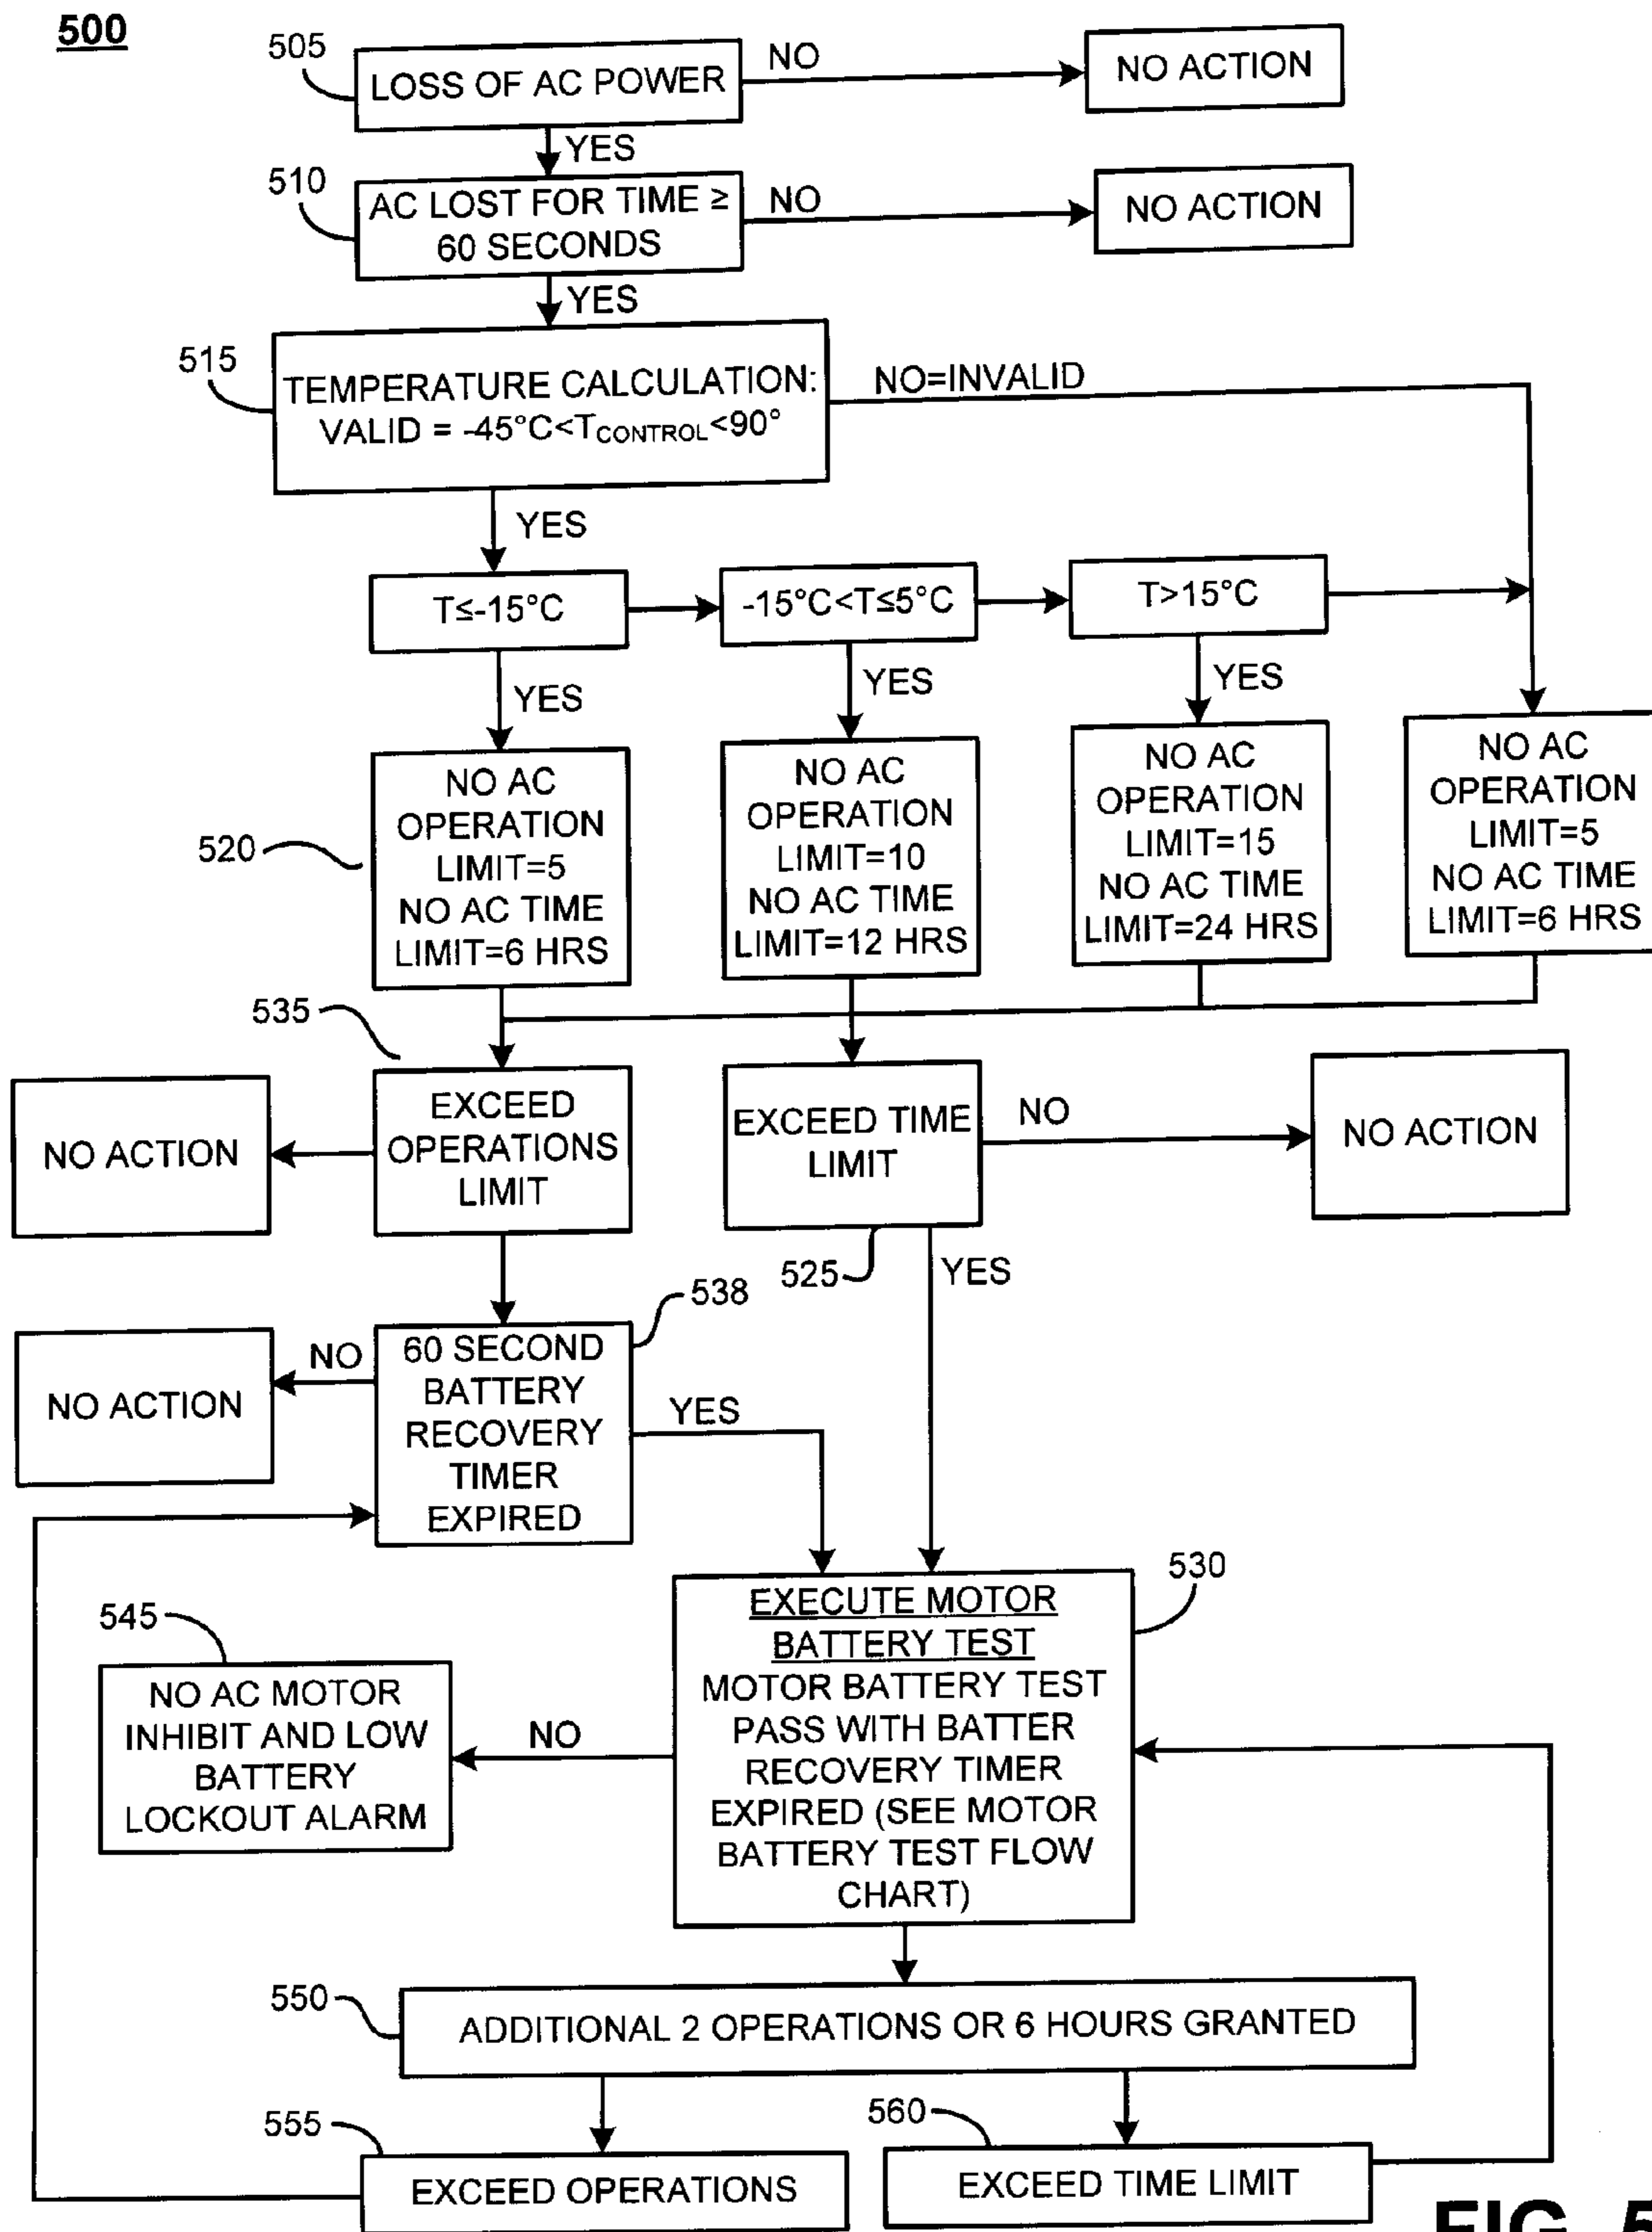 500
505
LOSS OF AC POWER
NO
NO ACTION
YES
510
AC LOST FOR TIME ≥
60 SECONDS
NO
NO ACTION
YES
515
TEMPERATURE CALCULATION:
VALID = -45°C<TCONTROL<90°
NO=INVALID
YES
T≤-15°C
-15°C<T≤5°C
T>15°C
YES
YES
YES
520
NO AC
OPERATION
LIMIT=5
NO AC TIME
LIMIT=6 HRS
NO AC
OPERATION
LIMIT=10
NO AC TIME
LIMIT=12 HRS
NO AC
OPERATION
LIMIT=15
NO AC TIME
LIMIT=24 HRS
NO AC
OPERATION
LIMIT=5
NO AC TIME
LIMIT=6 HRS
535
NO ACTION
EXCEED
OPERATIONS
LIMIT
EXCEED TIME
LIMIT
NO
NO ACTION
525
YES
538
NO ACTION
NO
60 SECOND
BATTERY
RECOVERY
TIMER
EXPIRED
YES
530
EXECUTE MOTOR
BATTERY TEST
MOTOR BATTERY TEST
PASS WITH BATTER
RECOVERY TIMER
EXPIRED (SEE MOTOR
BATTERY TEST FLOW
CHART)
545
NO AC MOTOR
INHIBIT AND LOW
BATTERY
LOCKOUT ALARM
NO
550
ADDITIONAL 2 OPERATIONS OR 6 HOURS GRANTED
555
EXCEED OPERATIONS
560
EXCEED TIME LIMIT
FIG. 5